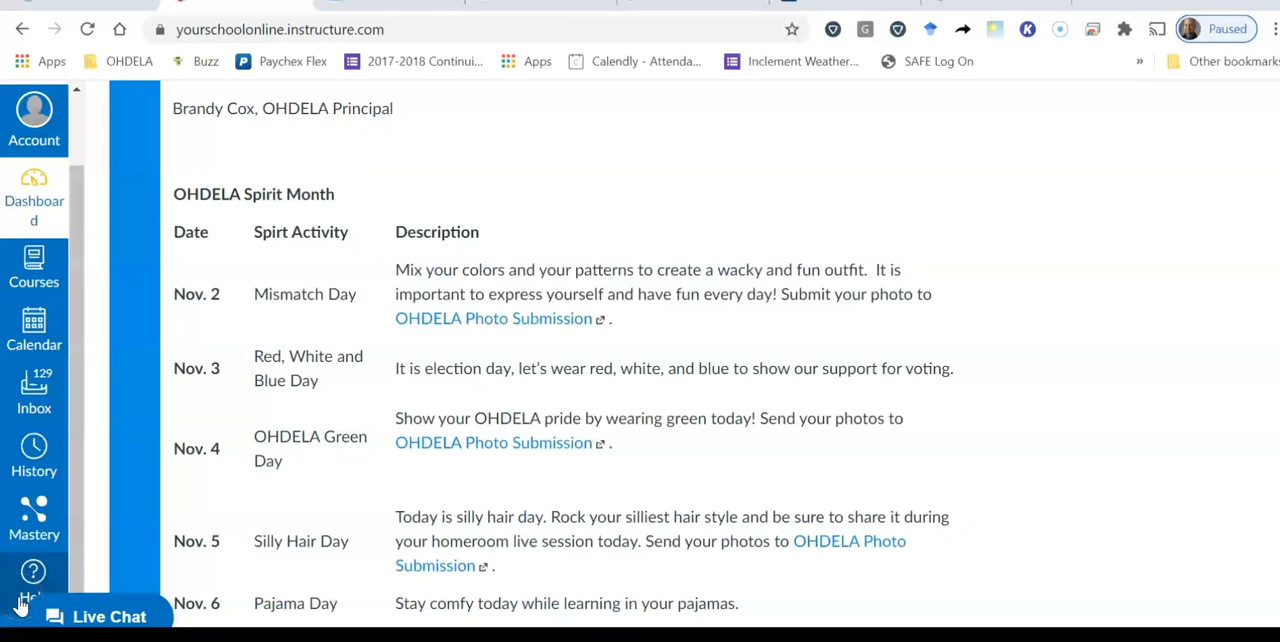 yourschoolonline.instructure.com
Paused
Apps
OHDELA
Buzz
Paychex Flex
2017-2018 Continui...
Apps
Calendly - Attenda...
Inclement Weather...
SAFE Log On
»
Other bookmarks
Account
Dashboar
d
Courses
Calendar
129
Inbox
History
Mastery
Live Chat
Brandy Cox, OHDELA Principal
OHDELA Spirit Month
Date Spirt Activity Description
Mix your colors and your patterns to create a wacky and fun outfit. It is
Nov. 2 Mismatch Day important to express yourself and have fun every day! Submit your photo to
OHDELA Photo Submission .
Red, White and
Nov. 3 It is election day, let's wear red, white, and blue to show our support for voting.
Blue Day
Show your OHDELA pride by wearing green today! Send your photos to
OHDELA Green
OHDELA Photo Submission .
Nov. 4
Day
Today is silly hair day. Rock your silliest hair style and be sure to share it during
Nov. 5 Silly Hair Day your homeroom live session today. Send your photos to OHDELA Photo
Submission .
Nov. 6 Pajama Day Stay comfy today while learning in your pajamas.